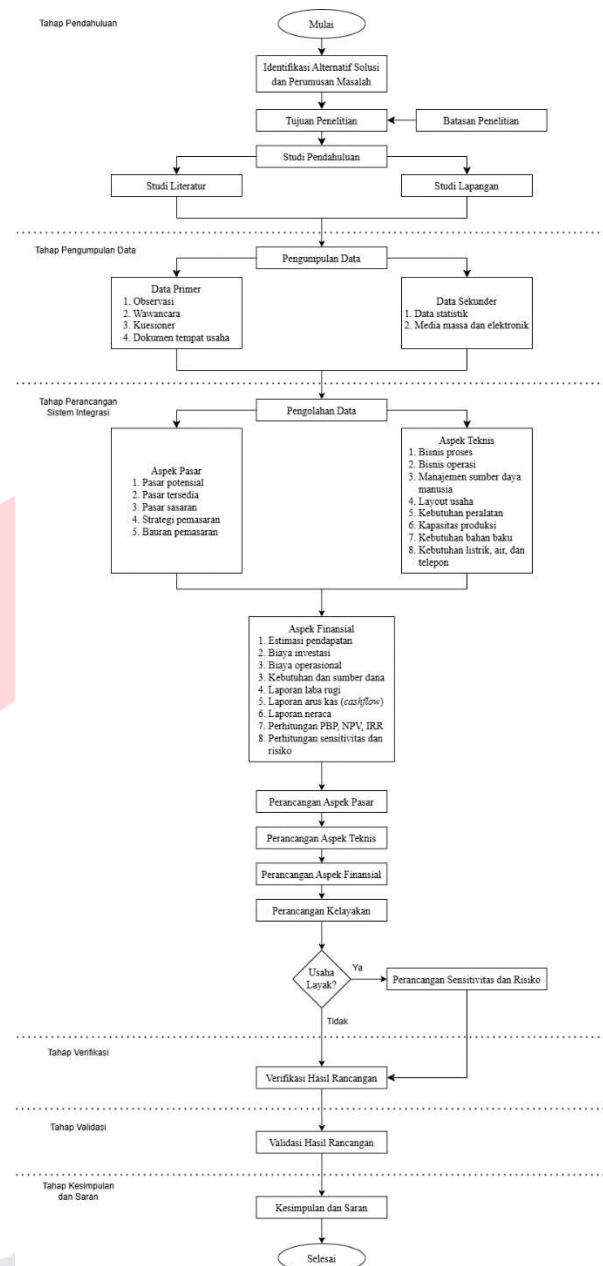 Tahap Pendahuluan
Mulai
Identifikasi Alternatif Solusi
dan Perumusan Masalah
Tujuan Penelitian
Batasan Penelitian
Studi Pendahuluan
Studi Literatur
Studi Lapangan
Tahap Pengumpulan Data
Pengumpulan Data
Data Primer
1. Observasi
2. Wawancara
3. Kuesioner
4. Dokumen tempat usaha
Data Sekunder
1. Data statistik
2. Media massa dan elektronik
Tahap Perancangan
Sistem Integrasi
Pengolahan Data
Aspek Pasar
1. Pasar potensial
2. Pasar tersedia
3. Pasar sasaran
4. Strategi pemasaran
5. Bauran pemasaran
Aspek Teknis
1. Bisnis proses
2. Bisnis operasi
3. Manajemen sumber daya
manusia
4. Layout usaha
5. Kebutuhan peralatan
6. Kapasitas produksi
7. Kebutuhan bahan baku
8. Kebutuhan listrik, air, dan
telepon
Aspek Finansial
1. Estimasi pendapatan
2. Biaya investasi
3. Biaya operasional
3. Kebutuhan dan sumber dana
4. Laporan laba rugi
5. Laporan arus kas (cashflow)
6. Laporan neraca
7. Perhitungan PBP, NPV, IRR
8. Perhitungan sensitivitas dan
risiko
Perancangan Aspek Pasar
Perancangan Aspek Teknis
Perancangan Aspek Finansial
Perancangan Kelayakan
Usaha
Layak?
Ya
Perancangan Sensitivitas dan Risiko
Tidak
Tahap Verifikasi
Verifikasi Hasil Rancangan
Tahap Validasi
Validasi Hasil Rancangan
Tahap Kesimpulan
dan Saran
Kesimpulan dan Saran
Selesai